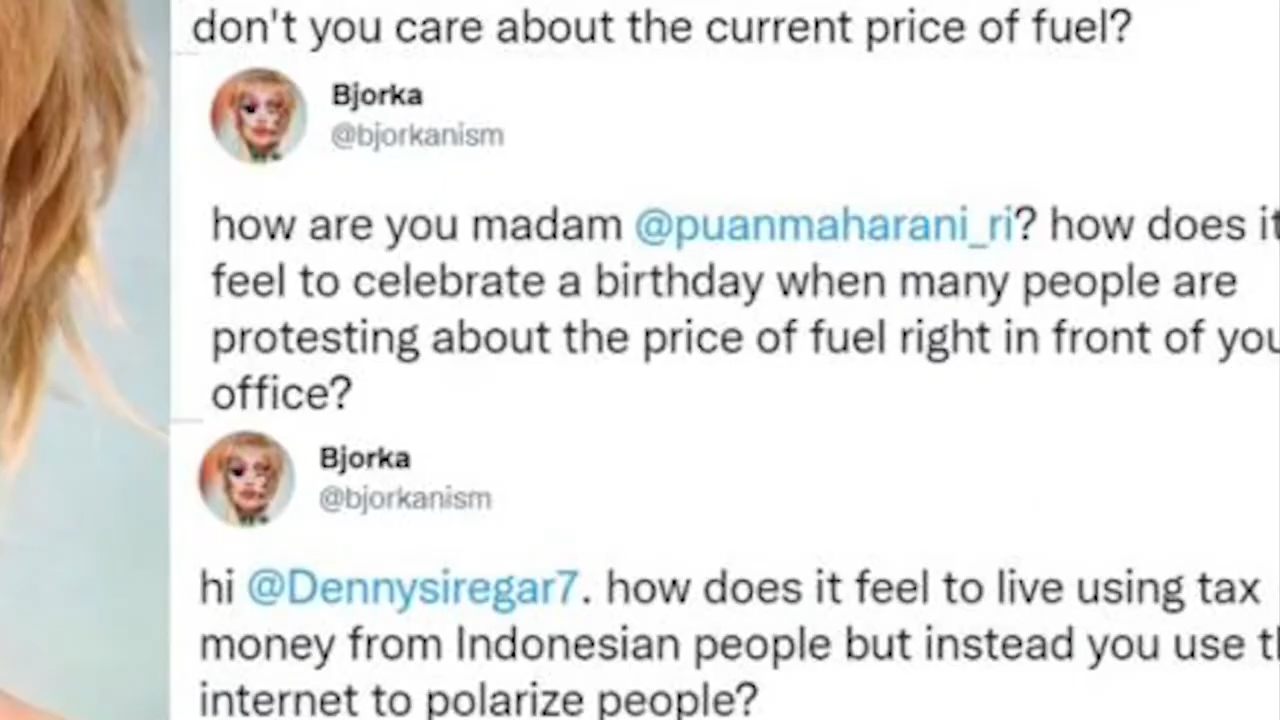 don't you care about the current price of fuel?
Bjorka
@bjorkanism
how are you madam @puanmaharani_ri? how does it
feel to celebrate a birthday when many people are
protesting about the price of fuel right in front of you
office?
Bjorka
@bjorkanism
hi @Dennysiregar7. how does it feel to live using tax
money from Indonesian people but instead you use th
internet to polarize people?